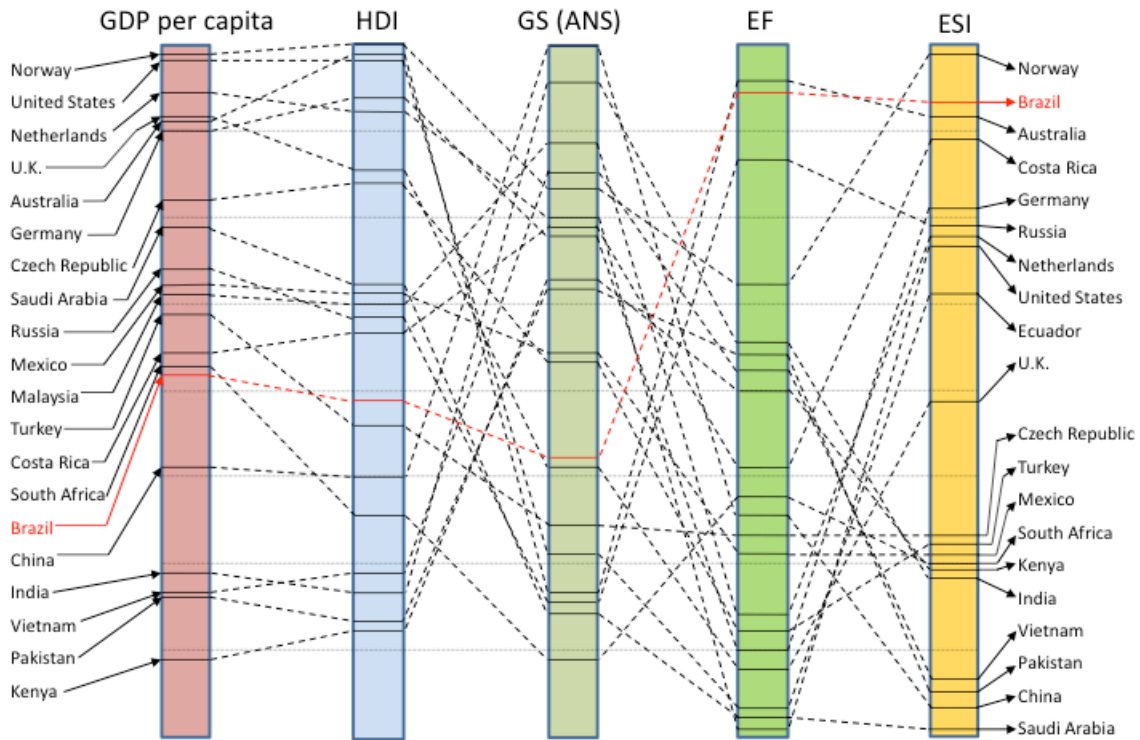 GDP per capita HDI GS (ANS) EF ESI
Norway
United States
Netherlands
U.K.
Australia
Germany
Czech Republic
Saudi Arabia
Russia
Mexico
Malaysia
Turkey
Costa Rica
South Africa
Brazil
China
India
Vietnam
Pakistan
Kenya
Norway
Brazil
Australia
Costa Rica
Germany
Russia
Netherlands
United States
Ecuador
U.K.
Czech Republic
Turkey
Mexico
South Africa
Kenya
India
Vietnam
Pakistan
China
Saudi Arabia